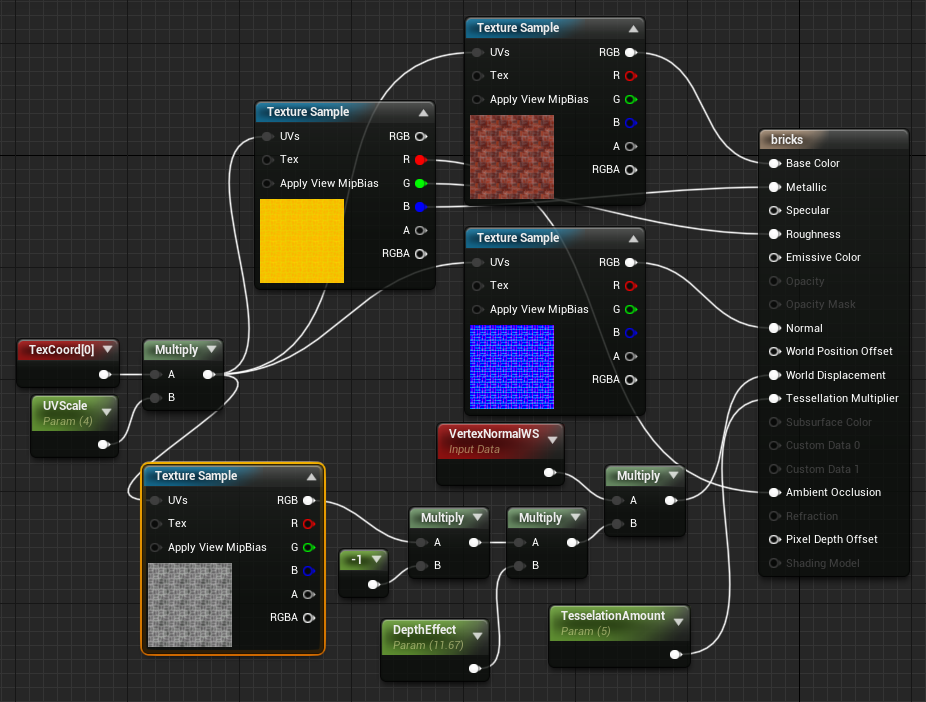 Texture Sample
UVs RGB
Tex R
Apply View MipBias G
B
A
RGBA
Texture Sample
UVs RGB
Tex R
Apply View MipBias G
B
A
RGBA
bricks
Base Color
Metallic
Specular
Roughness
Emissive Color
Opacity
Opacity Mask
Normal
World Position Offset
World Displacement
Tessellation Multiplier
Subsurface Color
Custom Data 0
Custom Data 1
Ambient Occlusion
Refraction
Pixel Depth Offset
Shading Model
Texture Sample
UVs RGB
Tex R
Apply View MipBias G
B
A
RGBA
TexCoord[0]
Multiply
A
B
UVScale
Param (4)
VertexNormalWS
Input Data
Multiply
A
B
Texture Sample
UVs RGB
Tex R
Apply View MipBias G
B
A
RGBA
Multiply
A
B
Multiply
A
B
-1
DepthEffect
Param (11.67)
TesselationAmount
Param (5)